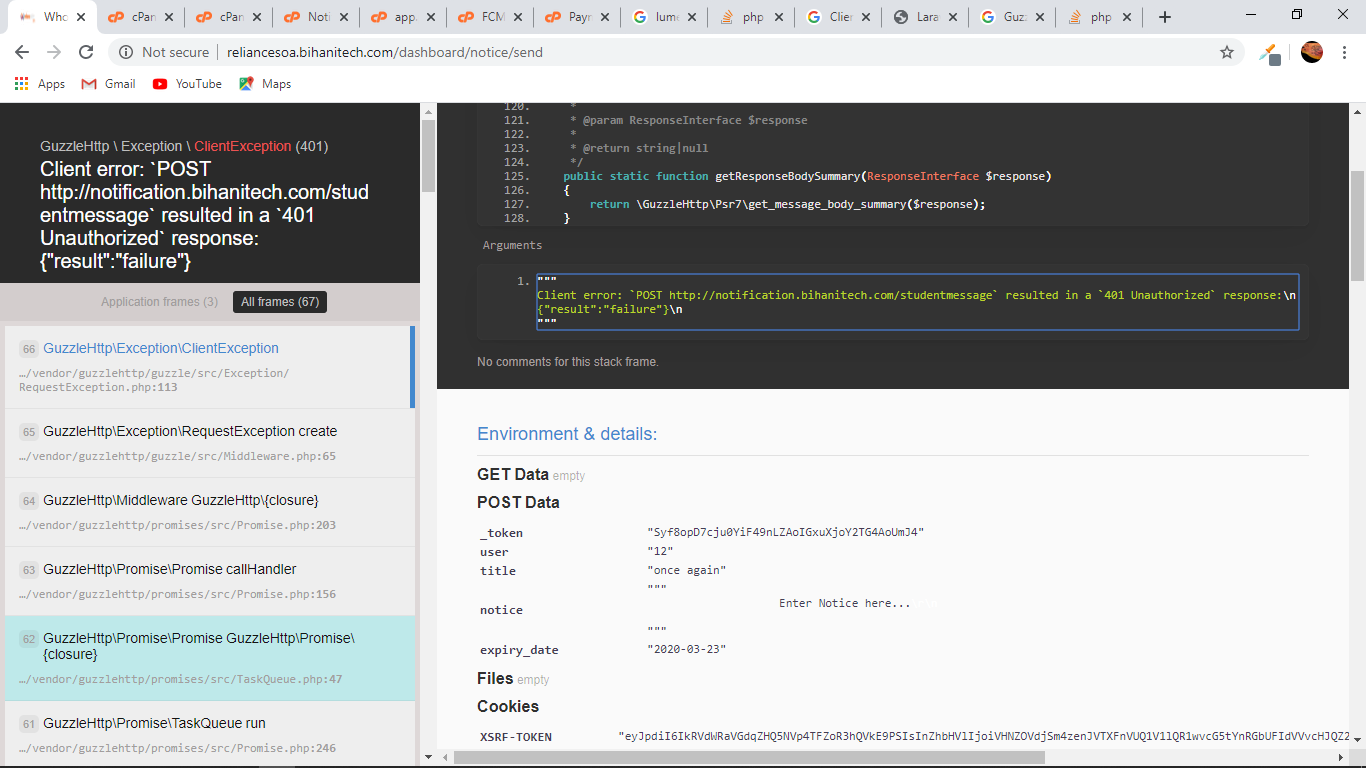 Who
cPan
cPan
Noti
app.
FCM
Payn
lume
php
Clien
Lara
Guzz
php
Not secure
reliancesoa.bihanitech.com/dashboard/notice/send
Apps
Gmail
YouTube
Maps
GuzzleHttp \ Exception \ ClientException (401)
Client error: `POST
http://notification.bihanitech.com/stud
entmessage` resulted in a `401
Unauthorized` response:
{"result":"failure"}
Application frames (3)
All frames (67)
66 GuzzleHttp\Exception\ClientException
…/vendor/guzzlehttp/guzzle/src/Exception/
RequestException.php:113
65 GuzzleHttp\Exception\RequestException create
…/vendor/guzzlehttp/guzzle/src/Middleware.php:65
64 GuzzleHttp\Middleware GuzzleHttp\{closure}
…/vendor/guzzlehttp/promises/src/Promise.php:203
63 GuzzleHttp\Promise\Promise callHandler
…/vendor/guzzlehttp/promises/src/Promise.php:156
62 GuzzleHttp\Promise\Promise GuzzleHttp\Promise\
{closure}
…/vendor/guzzlehttp/promises/src/TaskQueue.php:47
61 GuzzleHttp\Promise\TaskQueue run
…/vendor/guzzlehttp/promises/src/Promise.php:246
120. *
121. * @param ResponseInterface $response
122. *
123. * @return string|null
124. */
125. public static function getResponseBodySummary(ResponseInterface $response)
126. {
127. return \GuzzleHttp\Psr7\get_message_body_summary($response);
128. }
Arguments
1. """
Client error: `POST http://notification.bihanitech.com/studentmessage` resulted in a `401 Unauthorized` response:\n
{"result":"failure"}\n
"""
No comments for this stack frame.
Environment & details:
GET Data empty
POST Data
_token "Syf8opD7cju0YiF49nLZAoIGxuXjoY2TG4AoUmJ4"
user "12"
title "once again"
"""
Enter Notice here...
notice
"""
expiry_date "2020-03-23"
Files empty
Cookies
XSRF-TOKEN